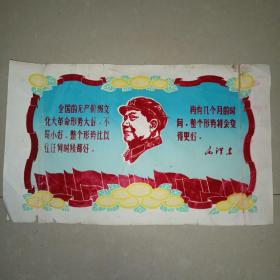 全国的无产阶级文
化大革命形势大好，不
是小好，整个形势比以
往任何时候都好。
再有几个月的时
间，整个形势将会变
得更好。
毛泽东